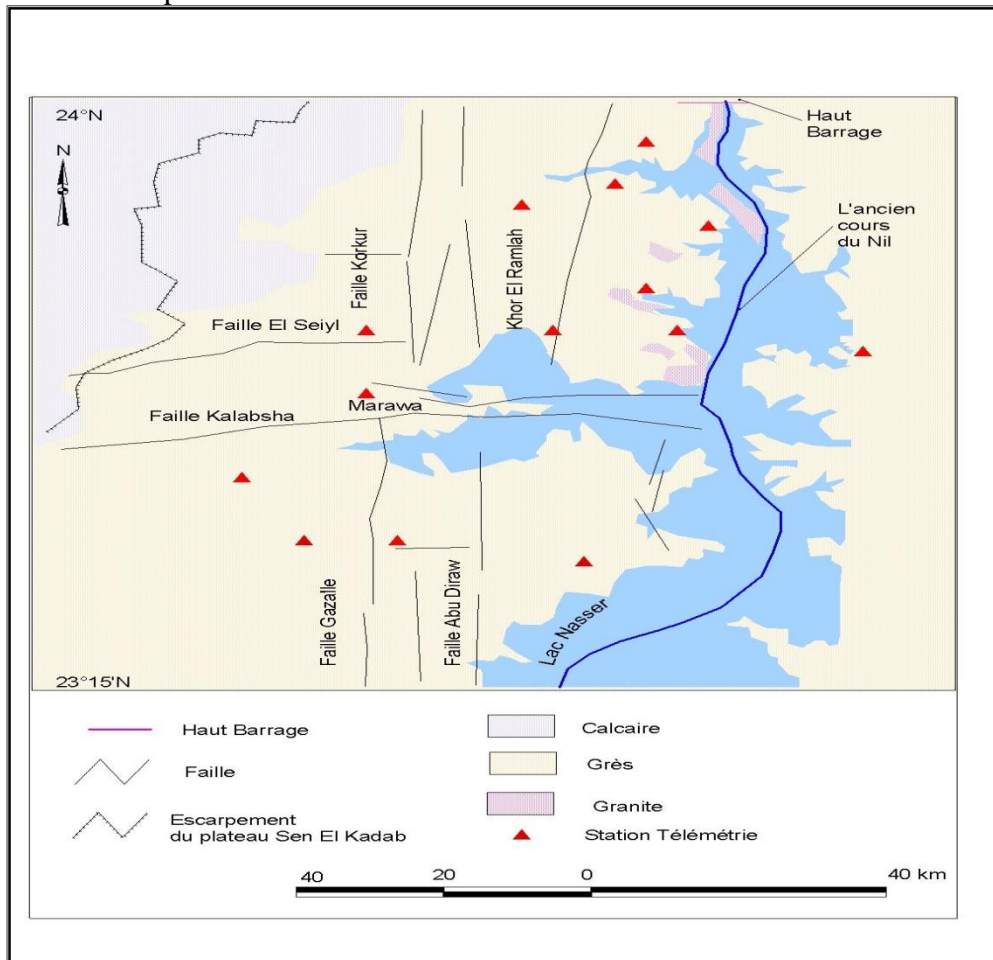 24°N
Haut
Barrage
N
L'ancien
cours
du Nil
Faille Korkur
Khor El Ramlah
Faille El Seiyl
Marawa
Faille Kalabsha
Faille Gazalle
Faille Abu Diraw
Lac Nasser
23°15'N
Haut Barrage
Calcaire
Faille
Grès
Granite
Escarpement
du plateau Sen El Kadab
Station Télémétrie
40 20 0 40 km